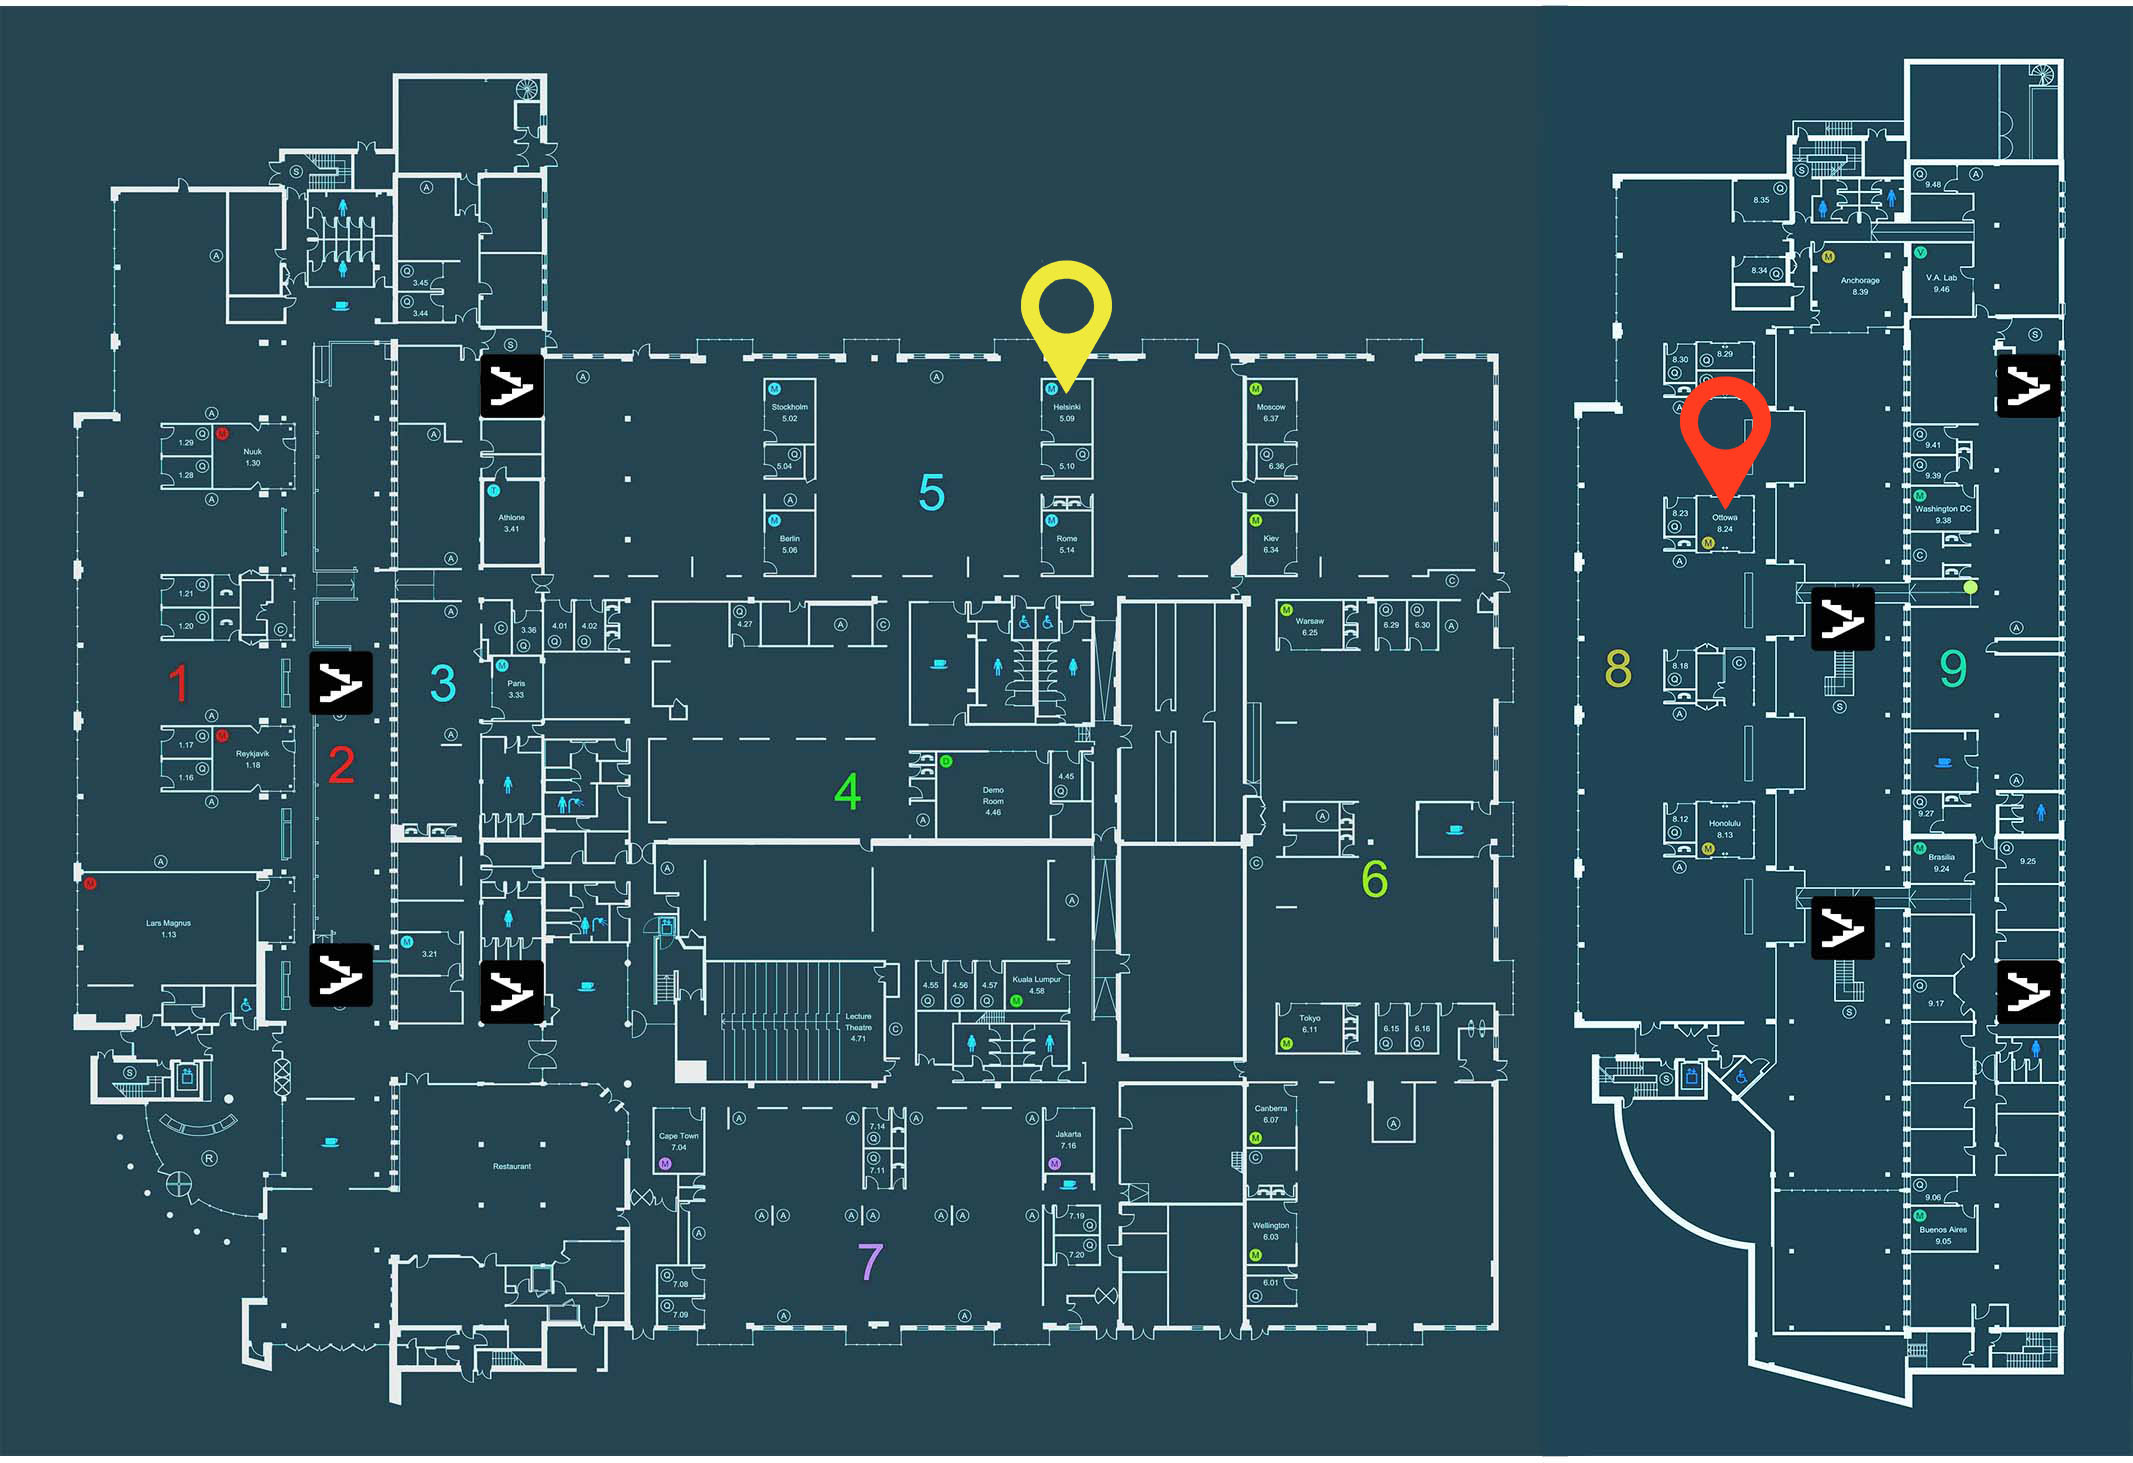 S
A
A
Q
3.45
Q
3.44
S
A
A
A
1.29
Q
M
Nuuk
1.30
1.28
Q
A
A
T
Athlone
3.41
A
1.21
Q
1.20
Q
C
A
C
3.36
Q
4.01
Q
4.02
Q
M
Paris
3.33
1
2
3
A
1.17
Q
M
Reykjavik
1.18
1.16
Q
A
A
A
M
Lars Magnus
1.13
M
3.21
S
R
Restaurant
A
A
M
Stockholm
5.02
5.04
Q
A
M
Berlin
5.06
5
M
Helsinki
5.09
5.10
Q
M
Rome
5.14
M
Moscow
6.37
Q
6.36
A
M
Kiev
6.34
C
Q
4.27
A
C
M
Warsaw
6.25
Q
6.29
Q
6.30
A
4
D
Demo
Room
4.46
4.45
Q
A
A
A
A
C
6
Lecture
Theatre
4.71
C
4.55
Q
4.56
Q
4.57
Q
Kuala Lumpur
4.58
M
Tokyo
6.11
M
6.15
Q
6.16
Q
Cape Town
7.04
M
A
A
7.14
Q
Q
7.11
A
A
Jakarta
7.16
M
Canberra
6.07
M
C
A
A
A
A
A
A
A
A
A
7.19
Q
Q
7.20
Wellington
6.03
M
6.01
Q
7
Q
7.08
Q
7.09
A
A
S
8.35
Q
8.34
Q
M
Anchorage
8.39
Q
9.48
A
V
V.A. Lab
9.46
S
8.30
Q
8.29
Q
A
8.23
Q
Ottowa
8.24
M
A
Q
9.41
Q
9.39
M
Washington DC
9.38
C
A
8
9
8.18
Q
C
A
S
A
Q
9.27
8.12
Q
Honolulu
8.13
M
A
M
Brasilia
9.24
Q
9.25
Q
9.17
S
S
Q
9.06
M
Buenos Aires
9.05